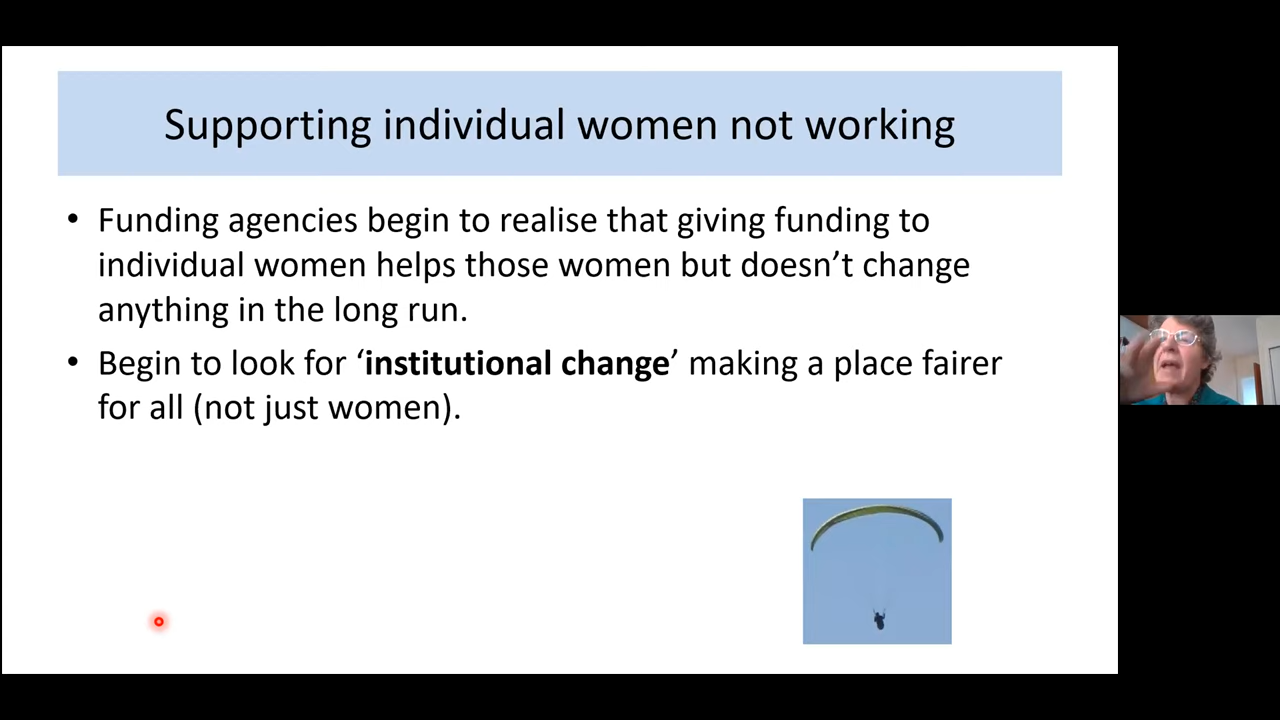 Supporting individual women not working
• Funding agencies begin to realise that giving funding to
individual women helps those women but doesn’t change
anything in the long run.
• Begin to look for ‘institutional change’ making a place fairer
for all (not just women).